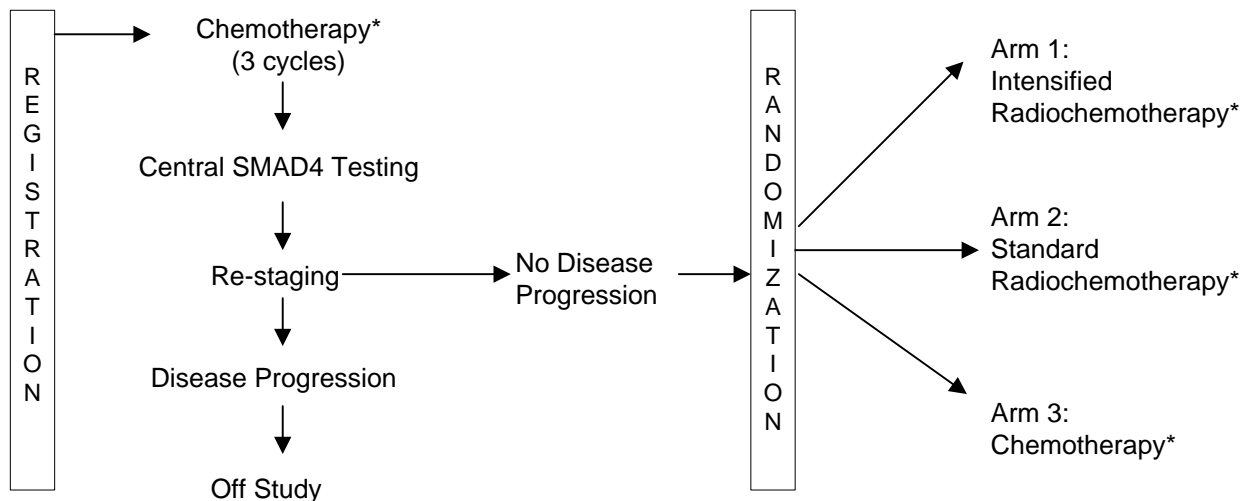 REGISTRATION
Chemotherapy*
(3 cycles)
Central SMAD4 Testing
Re-staging
Disease Progression
Off Study
No Disease
Progression
RANDOMIZATION
Arm 1:
Intensified
Radiochemotherapy*
Arm 2:
Standard
Radiochemotherapy*
Arm 3:
Chemotherapy*